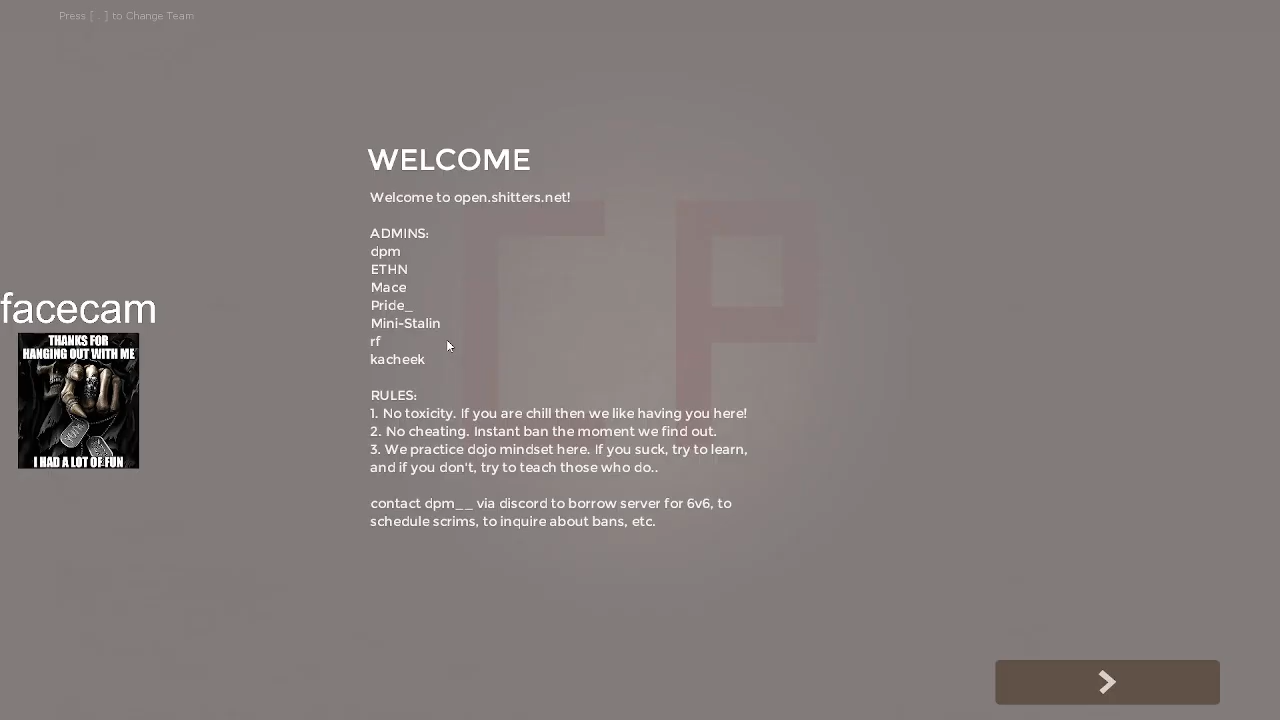 Press [ . ] to Change Team
WELCOME
Welcome to open.shitters.net!
ADMINS:
dpm
ETHN
Mace
Pride_
Mini-Stalin
rf
kacheek
RULES:
1. No toxicity. If you are chill then we like having you here!
2. No cheating. Instant ban the moment we find out.
3. We practice dojo mindset here. If you suck, try to learn,
and if you don't, try to teach those who do..
contact dpm__ via discord to borrow server for 6v6, to
schedule scrims, to inquire about bans, etc.
facecam
THANKS FOR
HANGING OUT WITH ME
I HAD A LOT OF FUN